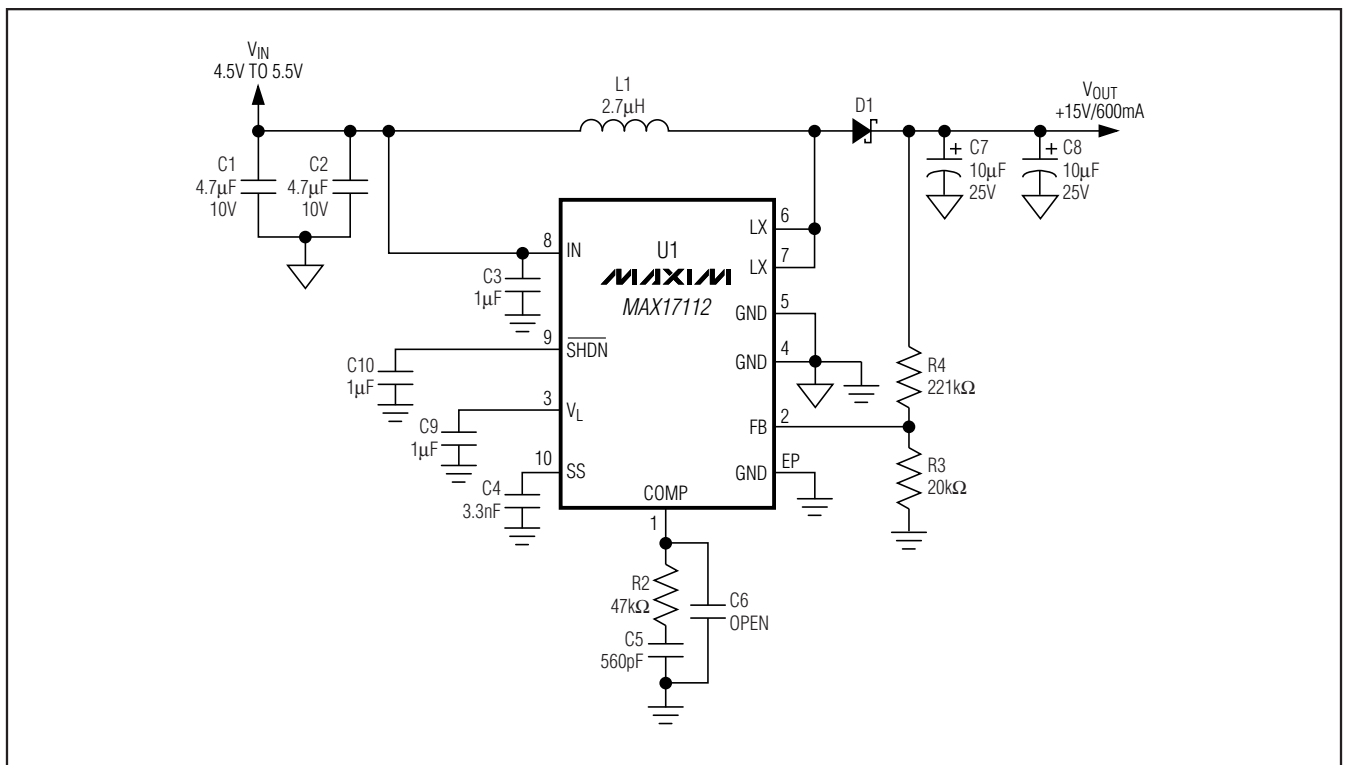 VIN
4.5V TO 5.5V
L1
2.7μH
D1
VOUT
+15V/600mA
C1
4.7μF
10V
C2
4.7μF
10V
C7
+
10μF
25V
C8
+
10μF
25V
8
IN
C3
1μF
U1
MAXIM
MAX17112
LX
6
LX
7
GND
5
GND
4
9
SHDN
C10
1μF
3
VL
C9
1μF
10
SS
C4
3.3nF
FB
2
GND
EP
R4
221kΩ
R3
20kΩ
COMP
1
R2
47kΩ
C6
OPEN
C5
560pF